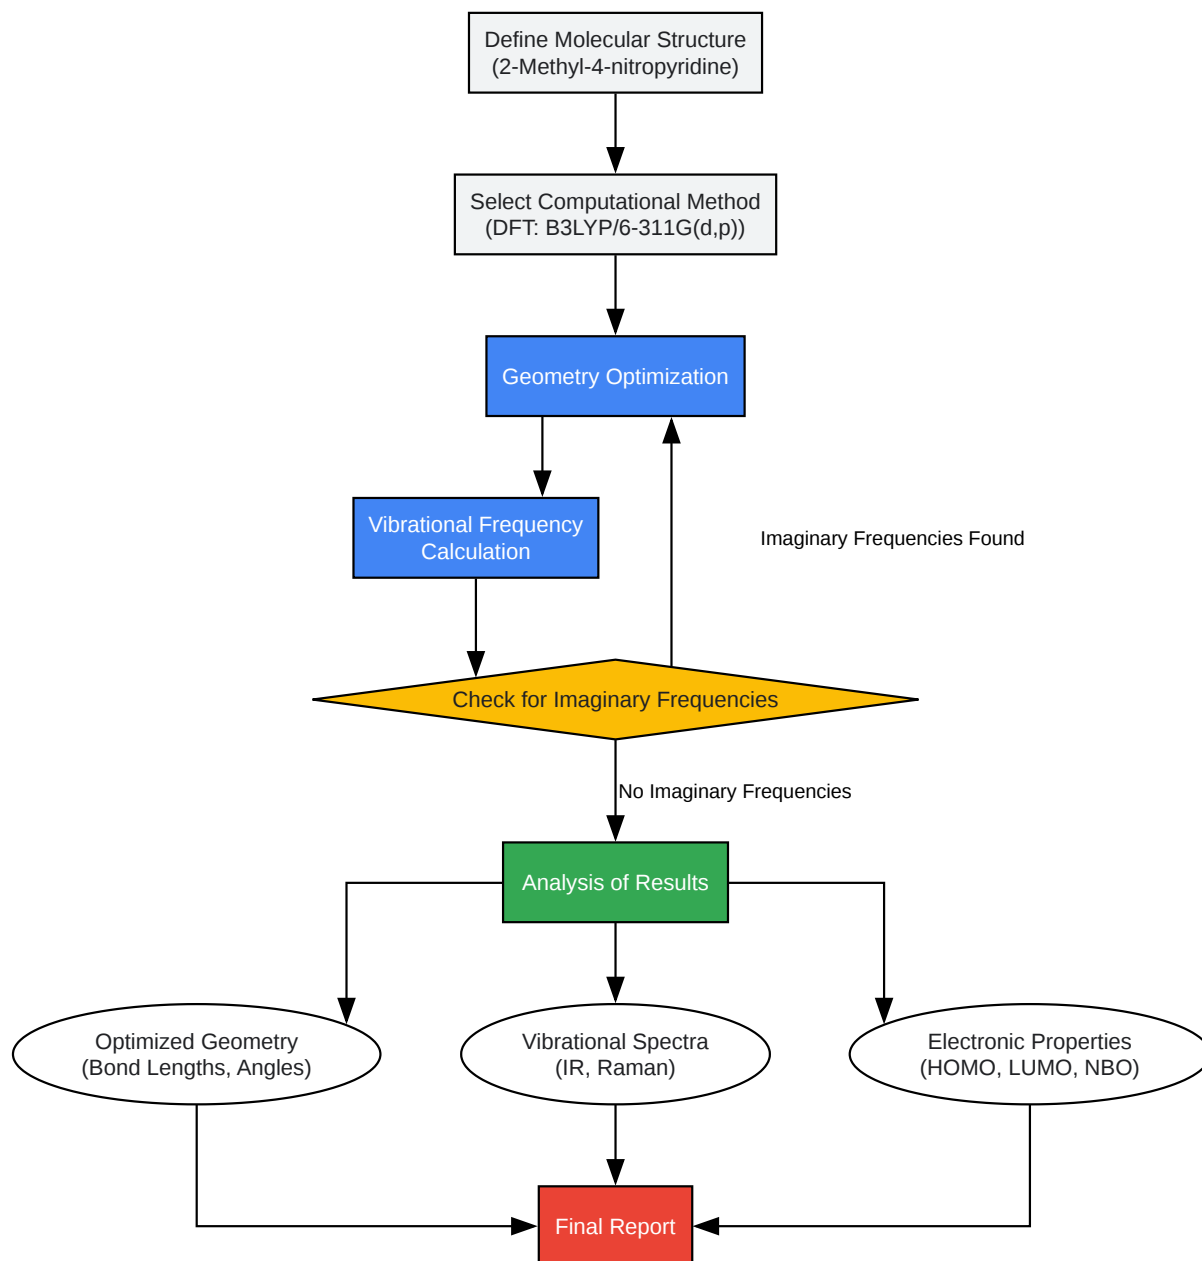 Define Molecular Structure
(2-Methyl-4-nitropyridine)
Select Computational Method
(DFT: B3LYP/6-311G(d,p))
Geometry Optimization
Vibrational Frequency
Calculation
Imaginary Frequencies Found
Check for Imaginary Frequencies
No Imaginary Frequencies
Analysis of Results
Optimized Geometry
(Bond Lengths, Angles)
Vibrational Spectra
(IR, Raman)
Electronic Properties
(HOMO, LUMO, NBO)
Final Report